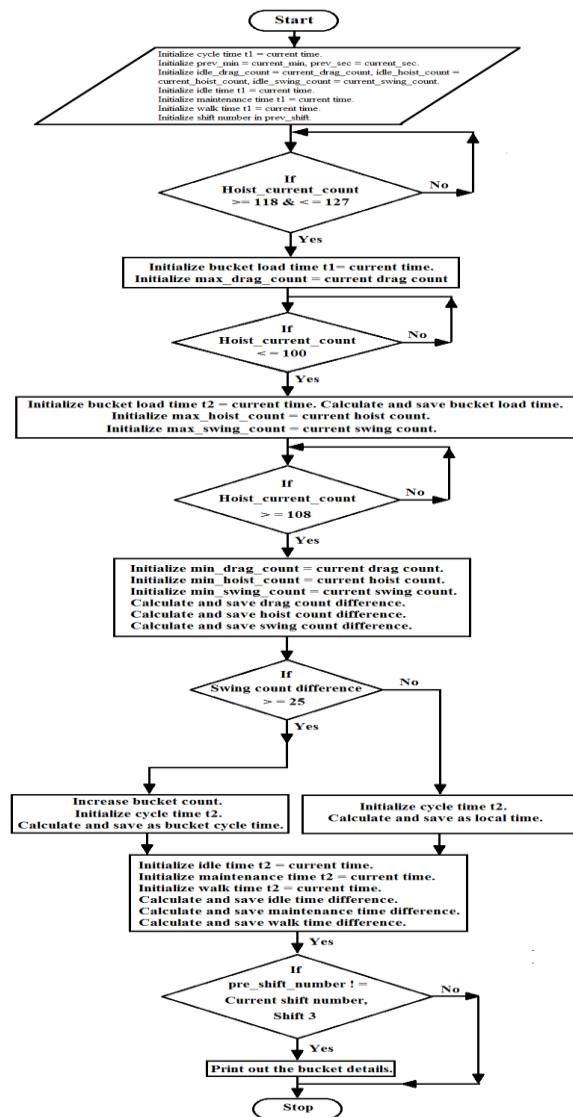 Start
Initialize cycle time t1 = current time.
Initialize prev_min = current_min, prev_sec = current_sec.
Initialize idle_drag_count = current_drag_count, idle_hoist_count =
current_hoist_count, idle_swing_count = current_swing_count.
Initialize idle time t1 = current time.
Initialize maintenance time t1 = current time.
Initialize walk time t1 = current time.
Initialize shift number in prev_shift.
If
Hoist_current_count
>= 118 & < = 127
No
Yes
Initialize bucket load time t1= current time.
Initialize max_drag_count = current drag count
If
Hoist_current_count
< = 100
No
Yes
Initialize bucket load time t2 = current time. Calculate and save bucket load time.
Initialize max_hoist_count = current hoist count.
Initialize max_swing_count = current swing count.
If
Hoist_current_count
> = 108
No
Yes
Initialize min_drag_count = current drag count.
Initialize min_hoist_count = current hoist count.
Initialize min_swing_count = current swing count.
Calculate and save drag count difference.
Calculate and save hoist count difference.
Calculate and save swing count difference.
If
Swing count difference
> = 25
No
Yes
Increase bucket count.
Initialize cycle time t2.
Calculate and save as bucket cycle time.
Initialize cycle time t2.
Calculate and save as local time.
Initialize idle time t2 = current time.
Initialize maintenance time t2 = current time.
Initialize walk time t2 = current time.
Calculate and save idle time difference.
Calculate and save maintenance time difference.
Calculate and save walk time difference.
Yes
If
pre_shift_number ! =
Current shift number,
Shift 3
No
Yes
Print out the bucket details.
Stop